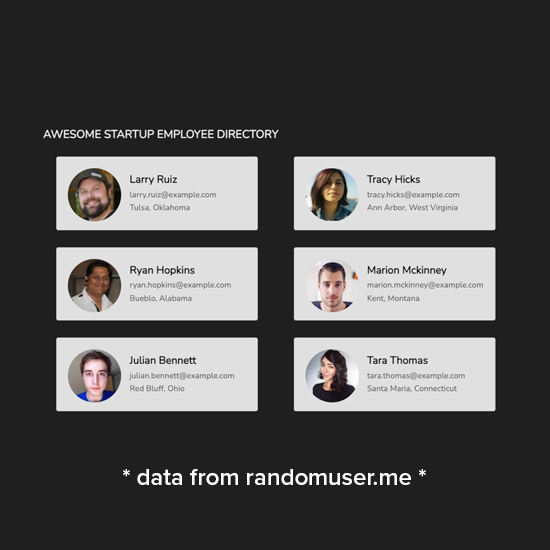 AWESOME STARTUP EMPLOYEE DIRECTORY
Larry Ruiz
larry.ruiz@example.com
Tulsa, Oklahoma
Tracy Hicks
tracy.hicks@example.com
Ann Arbor, West Virginia
Ryan Hopkins
ryan.hopkins@example.com
Bueblo, Alabama
Marion Mckinney
marion.mckinney@example.com
Kent, Montana
Julian Bennett
julian.bennett@example.com
Red Bluff, Ohio
Tara Thomas
tara.thomas@example.com
Santa Maria, Connecticut
* data from randomuser.me *